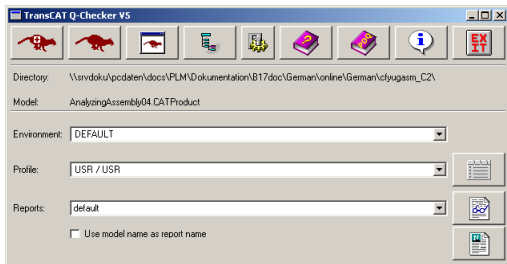 TransCAT Q-Checker V5
EXIT
Directory: \\srvdoku\pcdaten\docs\PLM\Dokumentation\B17doc\German\online\German\cfyugasm_C2\
Model: AnalyzingAssembly04.CATProduct
Environment: DEFAULT
Profile: USR / USR
Reports: default
Use model name as report name